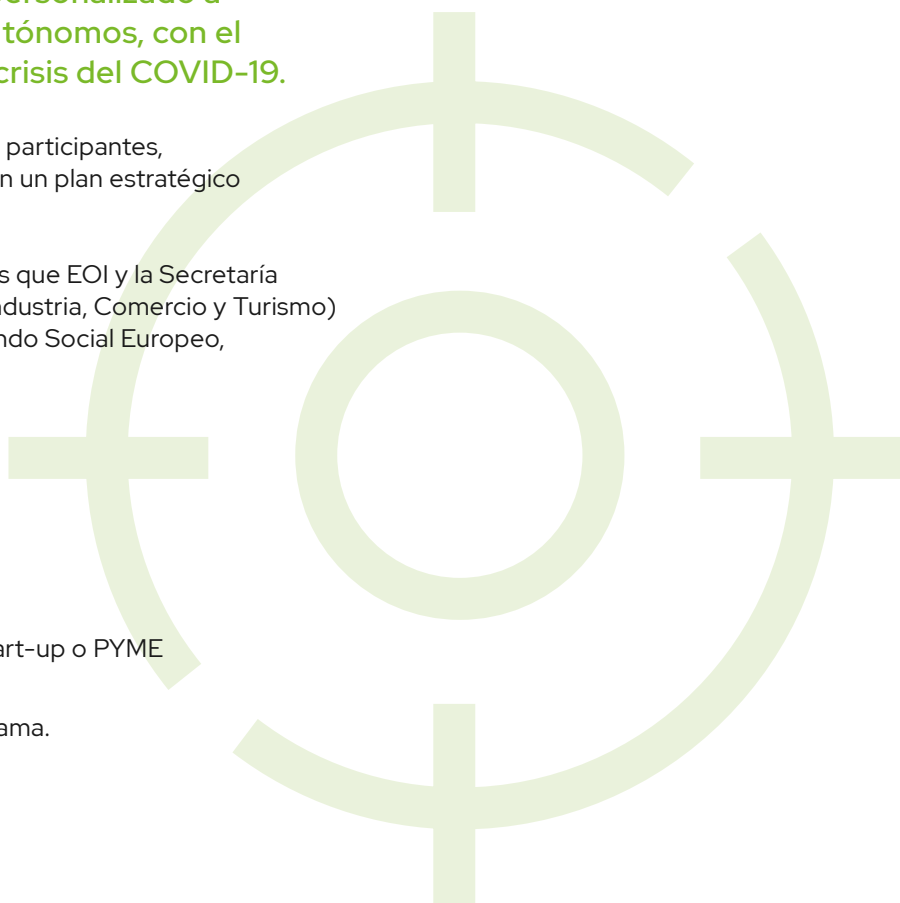 personalizado a
tónomos, con el
crisis del COVID-19.
participantes,
n un plan estratégico
s que EOI y la Secretaría
ndustria, Comercio y Turismo)
ndo Social Europeo,
art-up o PYME
ama.